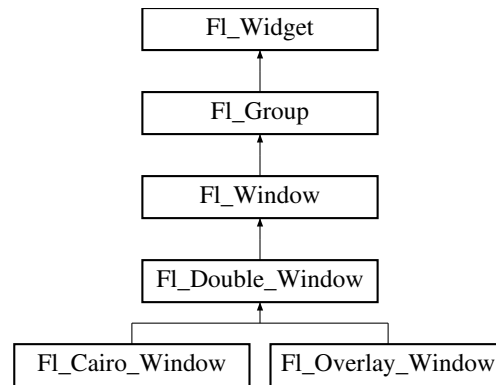 Fl_Widget
Fl_Group
Fl_Window
Fl_Double_Window
Fl_Cairo_Window
Fl_Overlay_Window